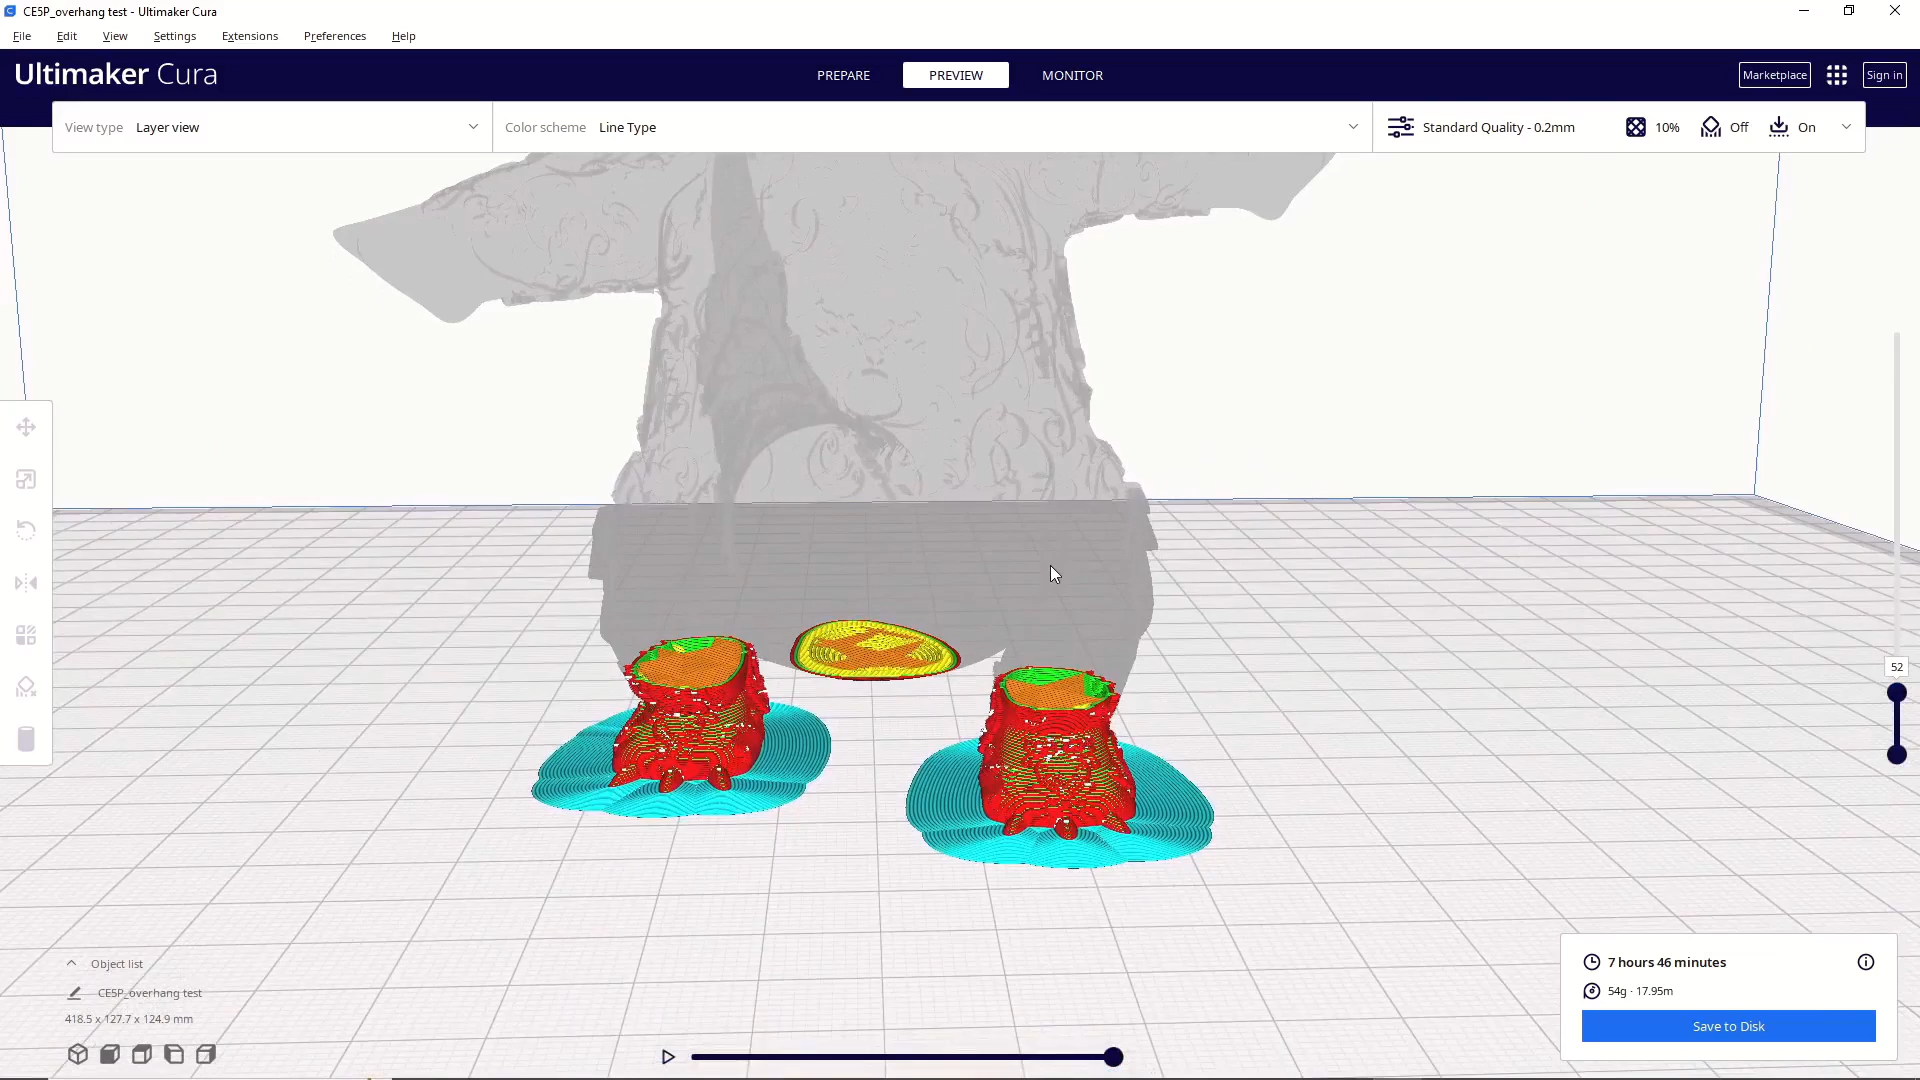 CE5P_overhang test - Ultimaker Cura
File Edit View Settings Extensions Preferences Help
Ultimaker Cura
PREPARE PREVIEW MONITOR
Marketplace Sign in
View type Layer view
Color scheme Line Type
Standard Quality - 0.2mm 10% Off On
52
Object list
CE5P_overhang test
418.5 x 127.7 x 124.9 mm
7 hours 46 minutes
54g · 17.95m
Save to Disk